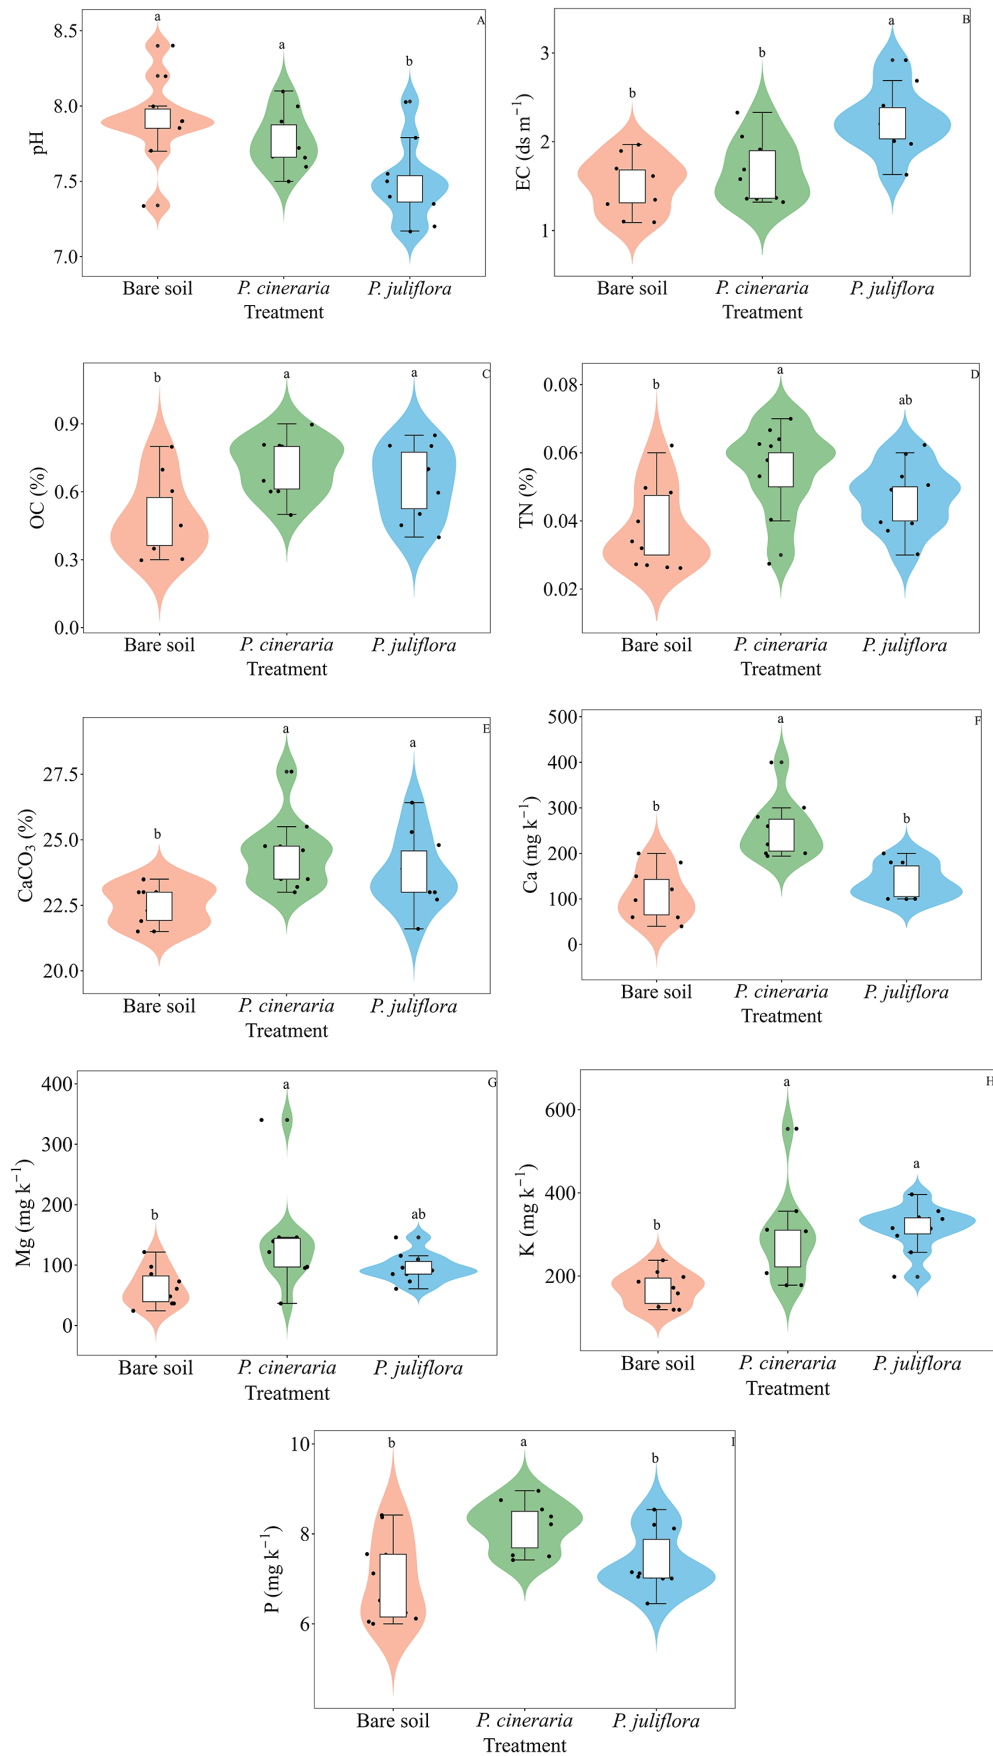 a
A
8.5
a
b
8.0
pH
7.5
7.0
Bare soil
P. cineraria
P. juliflora
Treatment
a
B
3
b
b
EC (ds m⁻¹)
2
1
Bare soil
P. cineraria
P. juliflora
Treatment
b
a
a
C
0.9
OC (%)
0.6
0.3
0.0
Bare soil
P. cineraria
P. juliflora
Treatment
b
a
D
0.08
ab
0.06
TN (%)
0.04
0.02
Bare soil
P. cineraria
P. juliflora
Treatment
a
E
a
27.5
b
25.0
CaCO₃ (%)
22.5
20.0
Bare soil
P. cineraria
P. juliflora
Treatment
500
a
F
400
b
b
300
Ca (mg k⁻¹)
200
100
0
Bare soil
P. cineraria
P. juliflora
Treatment
400
a
G
300
b
ab
200
Mg (mg k⁻¹)
100
0
Bare soil
P. cineraria
P. juliflora
Treatment
a
H
600
b
a
400
K (mg k⁻¹)
200
Bare soil
P. cineraria
P. juliflora
Treatment
10
b
a
b
I
8
P (mg k⁻¹)
6
Bare soil
P. cineraria
P. juliflora
Treatment